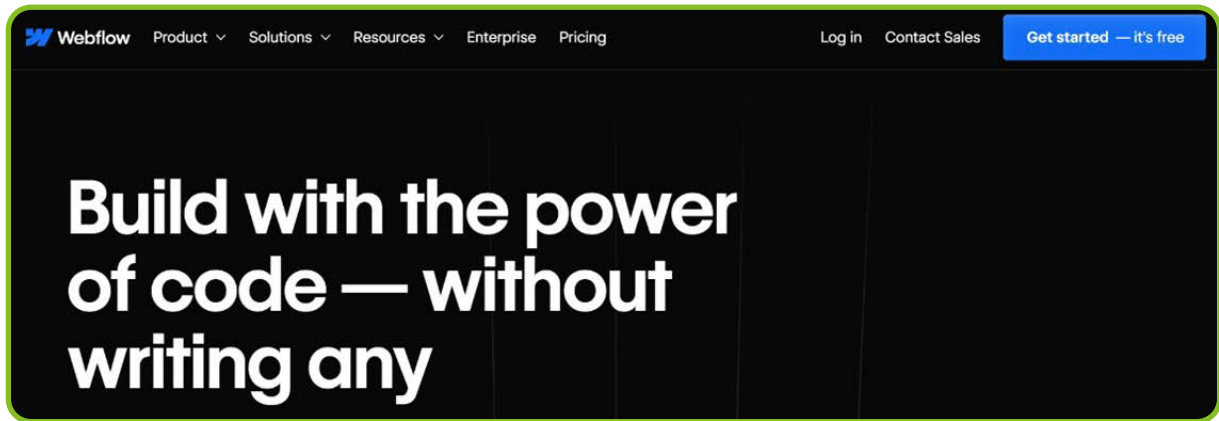 Webflow Product Solutions Resources Enterprise Pricing Log in Contact Sales Get started — it's free
Build with the power
of code — without
writing any